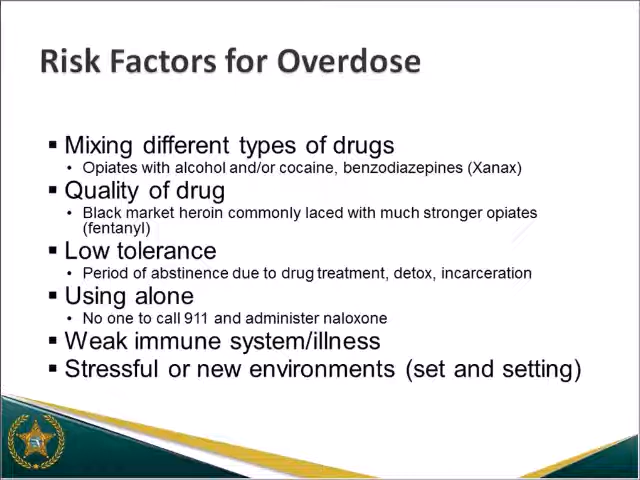 Risk Factors for Overdose
▪ Mixing different types of drugs
• Opiates with alcohol and/or cocaine, benzodiazepines (Xanax)
▪ Quality of drug
• Black market heroin commonly laced with much stronger opiates
(fentanyl)
▪ Low tolerance
• Period of abstinence due to drug treatment, detox, incarceration
▪ Using alone
• No one to call 911 and administer naloxone
▪ Weak immune system/illness
▪ Stressful or new environments (set and setting)